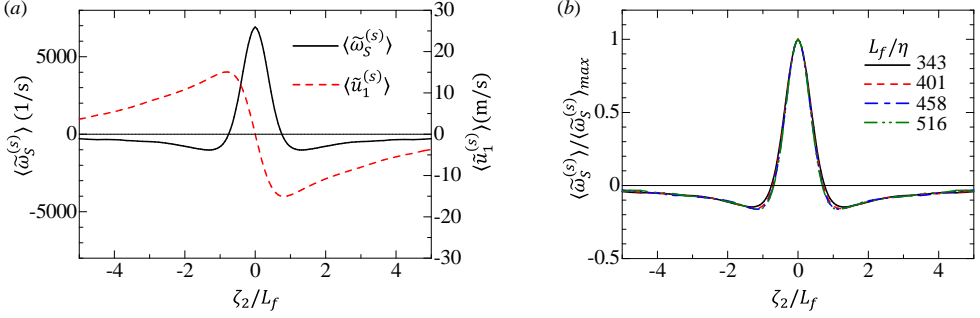 (a)
30
20
10
0
-10
-20
-30
5000
0
-5000
⟨ω̃_S^(s)⟩ (1/s)
⟨ũ_1^(s)⟩(m/s)
⟨ω̃_S^(s)⟩
⟨ũ_1^(s)⟩
-4 -2 0 2 4
ζ_2/L_f
(b)
1
0.5
0
-0.5
⟨ω̃_S^(s)⟩/⟨ω̃_S^(s)⟩_max
L_f/η
343
401
458
516
-4 -2 0 2 4
ζ_2/L_f